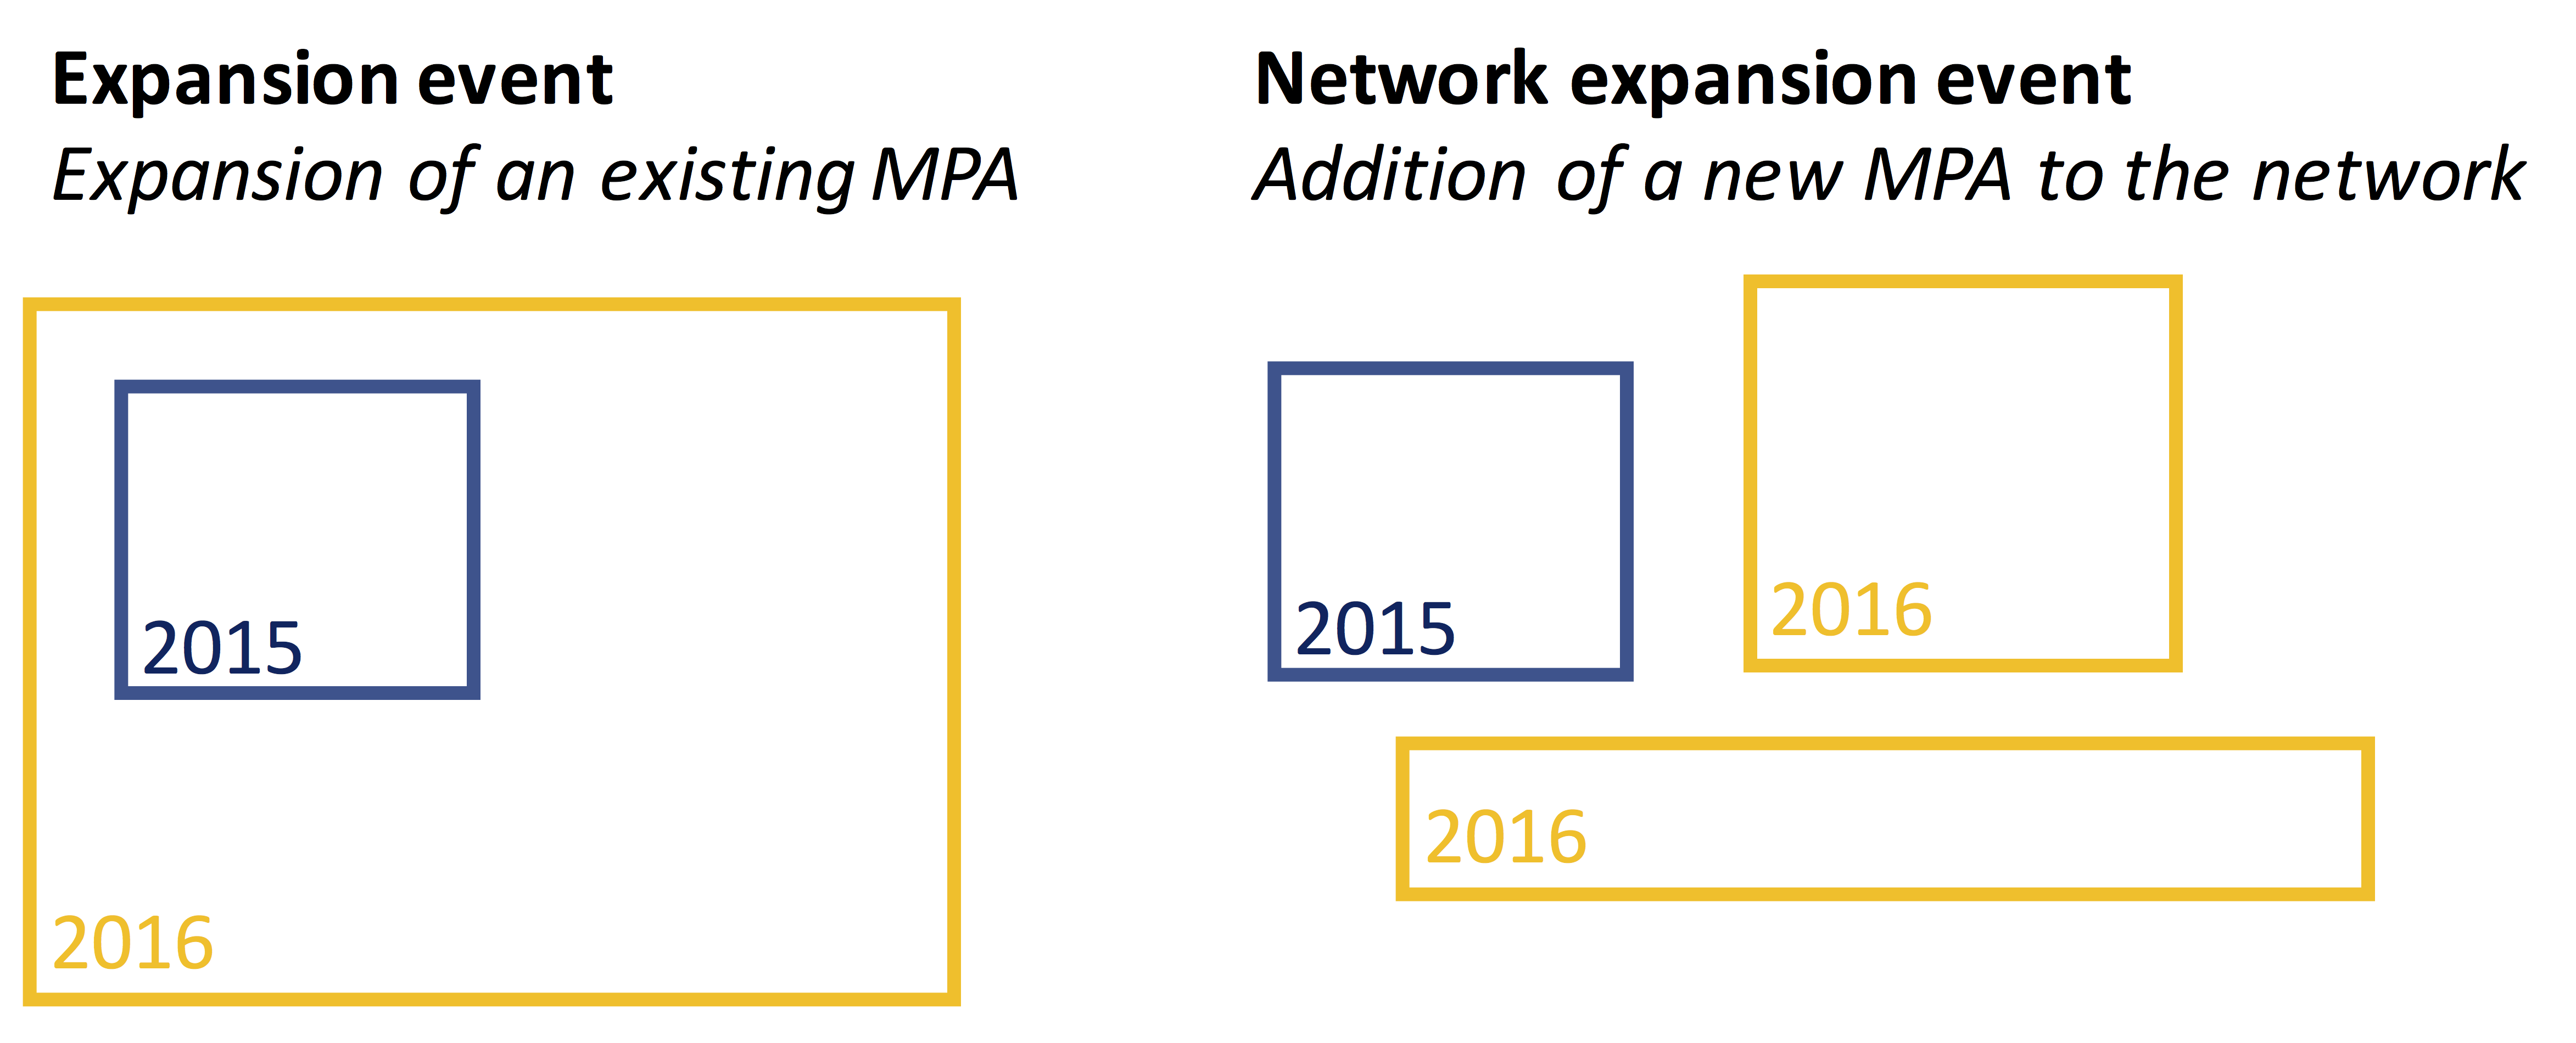 Expansion event
Expansion of an existing MPA
2015
2016
Network expansion event
Addition of a new MPA to the network
2015
2016
2016